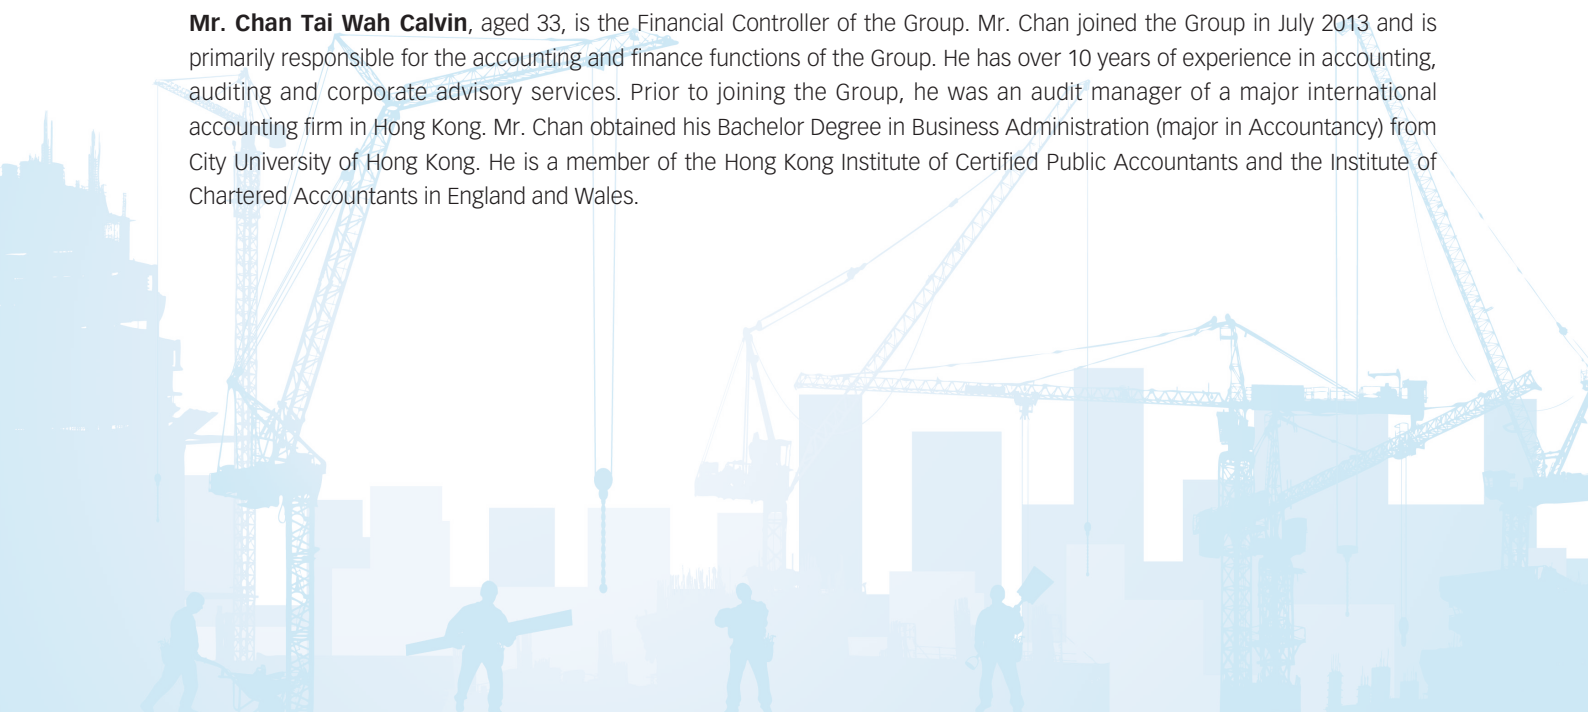 Mr. Chan Tai Wah Calvin, aged 33, is the Financial Controller of the Group. Mr. Chan joined the Group in July 2013 and is
primarily responsible for the accounting and finance functions of the Group. He has over 10 years of experience in accounting,
auditing and corporate advisory services. Prior to joining the Group, he was an audit manager of a major international
accounting firm in Hong Kong. Mr. Chan obtained his Bachelor Degree in Business Administration (major in Accountancy) from
City University of Hong Kong. He is a member of the Hong Kong Institute of Certified Public Accountants and the Institute of
Chartered Accountants in England and Wales.